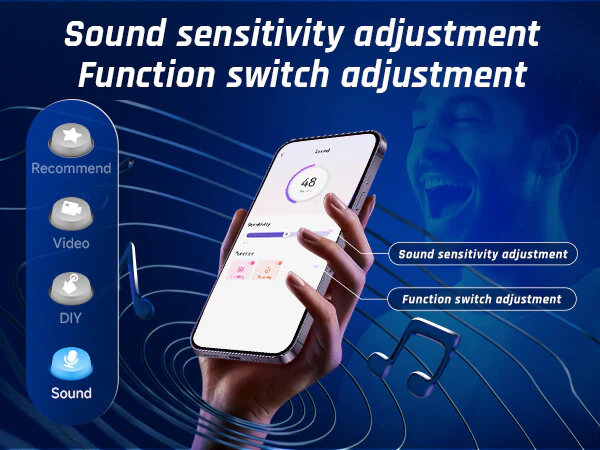 Sound sensitivity adjustment
Function switch adjustment
Recommend
Video
DIY
Sound
Sound
48
Sensitivity
Function
Sound sensitivity adjustment
Function switch adjustment